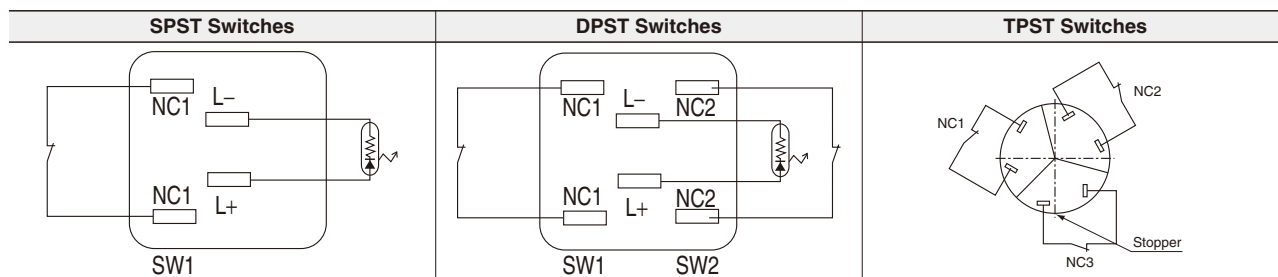 SPST Switches
DPST Switches
TPST Switches
NC1
L−
NC1
L+
SW1
NC1
L−
NC2
NC1
L+
NC2
SW1
SW2
NC2
NC1
Stopper
NC3